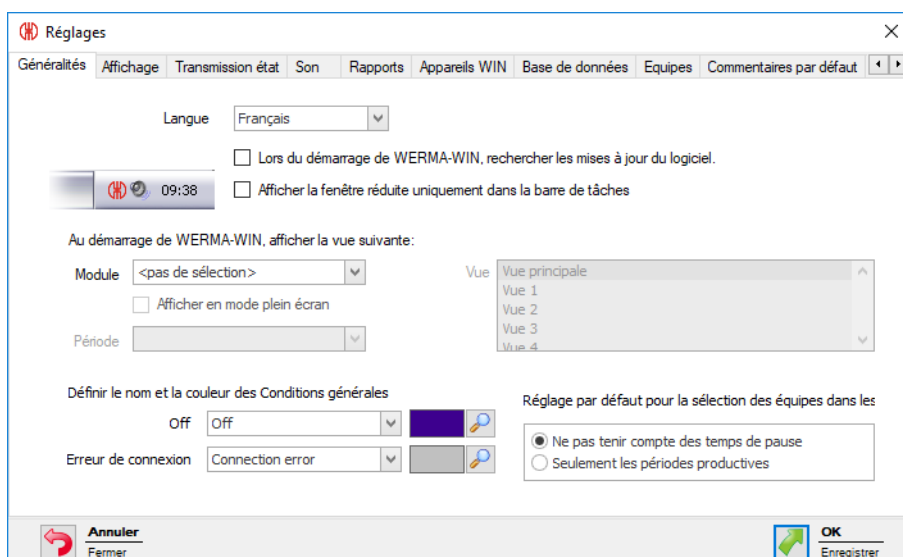 Réglages
Généralités Affichage Transmission état Son Rapports Appareils WIN Base de données Equipes Commentaires par défaut
Langue Français
Lors du démarrage de WERMA-WIN, rechercher les mises à jour du logiciel.
09:38 Afficher la fenêtre réduite uniquement dans la barre de tâches
Au démarrage de WERMA-WIN, afficher la vue suivante:
Module <pas de sélection> Vue Vue principale
Vue 1
Afficher en mode plein écran
Vue 2
Vue 3
Période
Vue 4
Définir le nom et la couleur des Conditions générales
Réglage par défaut pour la sélection des équipes dans les
Off Off
Ne pas tenir compte des temps de pause
Erreur de connexion Connection error
Seulement les périodes productives
Annuler
Fermer
OK
Enregistrer